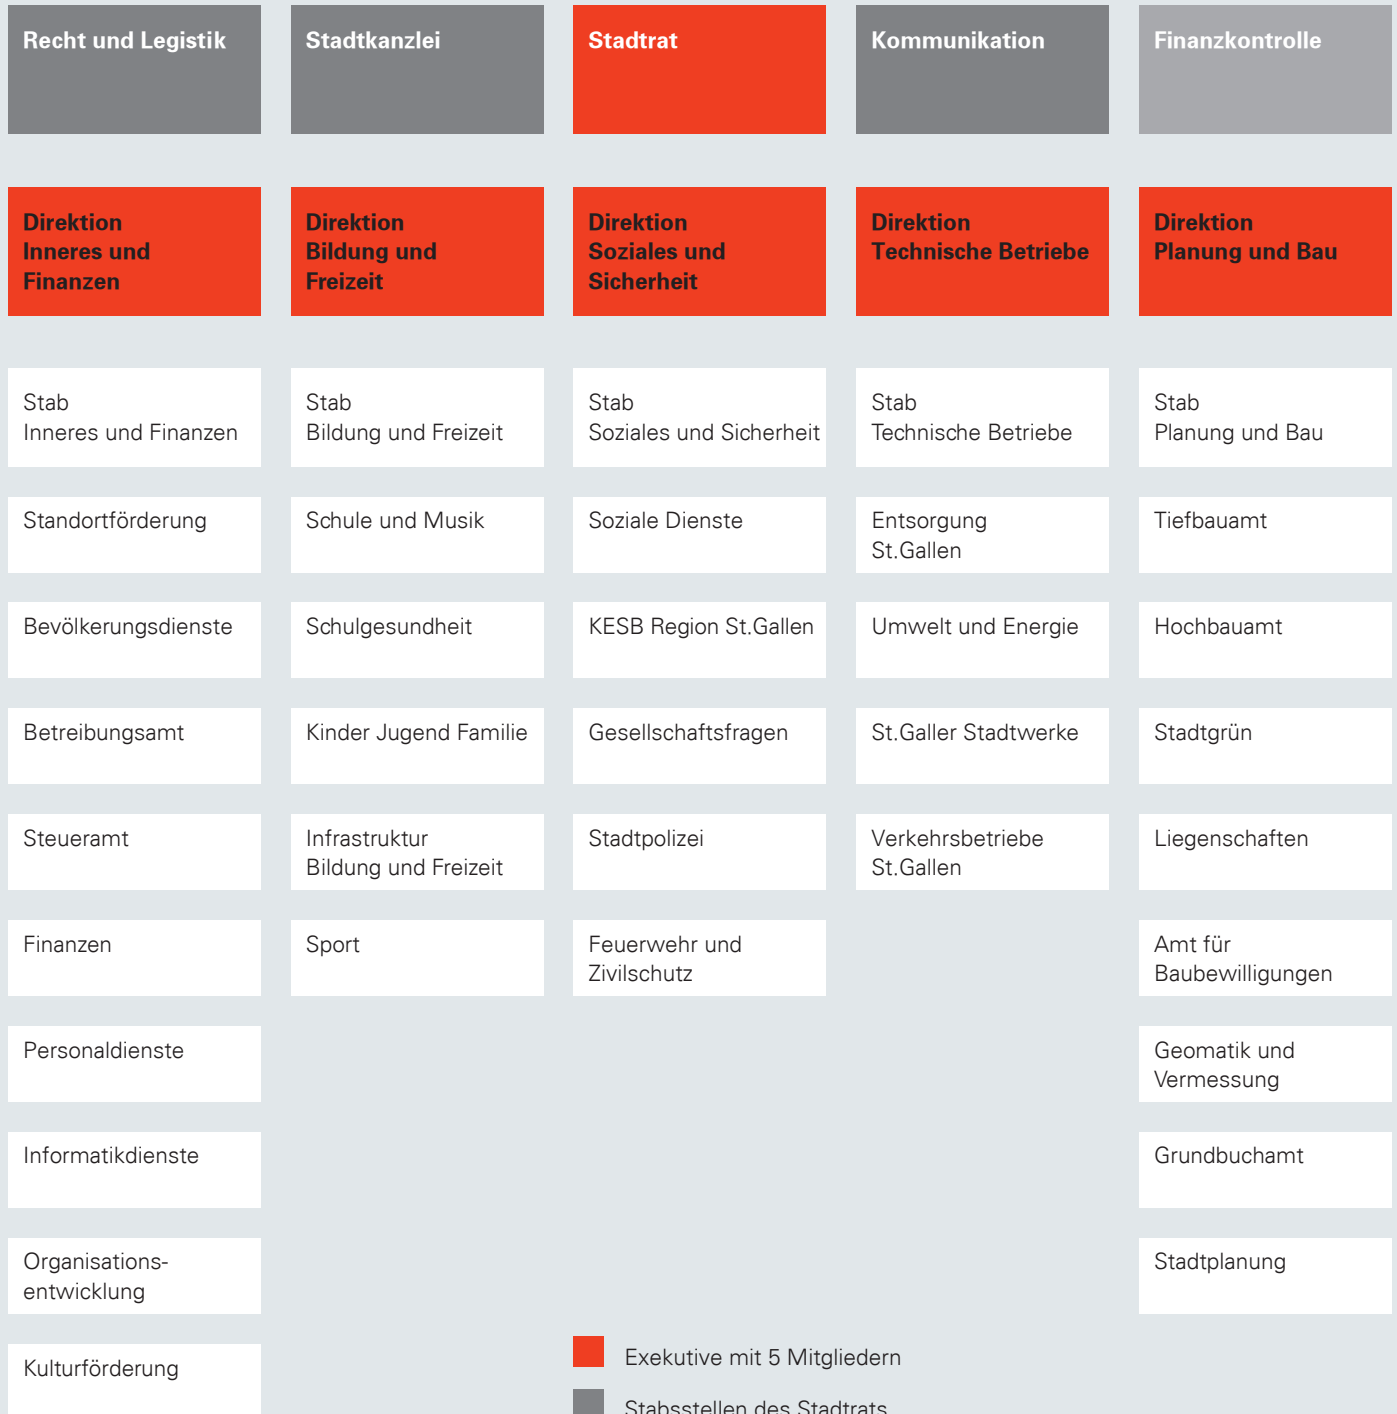 Recht und Legistik
Stadtkanzlei
Stadtrat
Kommunikation
Finanzkontrolle
Direktion
Inneres und
Finanzen
Direktion
Bildung und
Freizeit
Direktion
Soziales und
Sicherheit
Direktion
Technische Betriebe
Direktion
Planung und Bau
Stab
Inneres und Finanzen
Stab
Bildung und Freizeit
Stab
Soziales und Sicherheit
Stab
Technische Betriebe
Stab
Planung und Bau
Standortförderung
Schule und Musik
Soziale Dienste
Entsorgung
St.Gallen
Tiefbauamt
Bevölkerungsdienste
Schulgesundheit
KESB Region St.Gallen
Umwelt und Energie
Hochbauamt
Betreibungsamt
Kinder Jugend Familie
Gesellschaftsfragen
St.Galler Stadtwerke
Stadtgrün
Steueramt
Infrastruktur
Bildung und Freizeit
Stadtpolizei
Verkehrsbetriebe
St.Gallen
Liegenschaften
Finanzen
Sport
Feuerwehr und
Zivilschutz
Amt für
Baubewilligungen
Personaldienste
Geomatik und
Vermessung
Informatikdienste
Grundbuchamt
Organisations-
entwicklung
Stadtplanung
Kulturförderung
Exekutive mit 5 Mitgliedern
Stabsstellen des Stadtrats